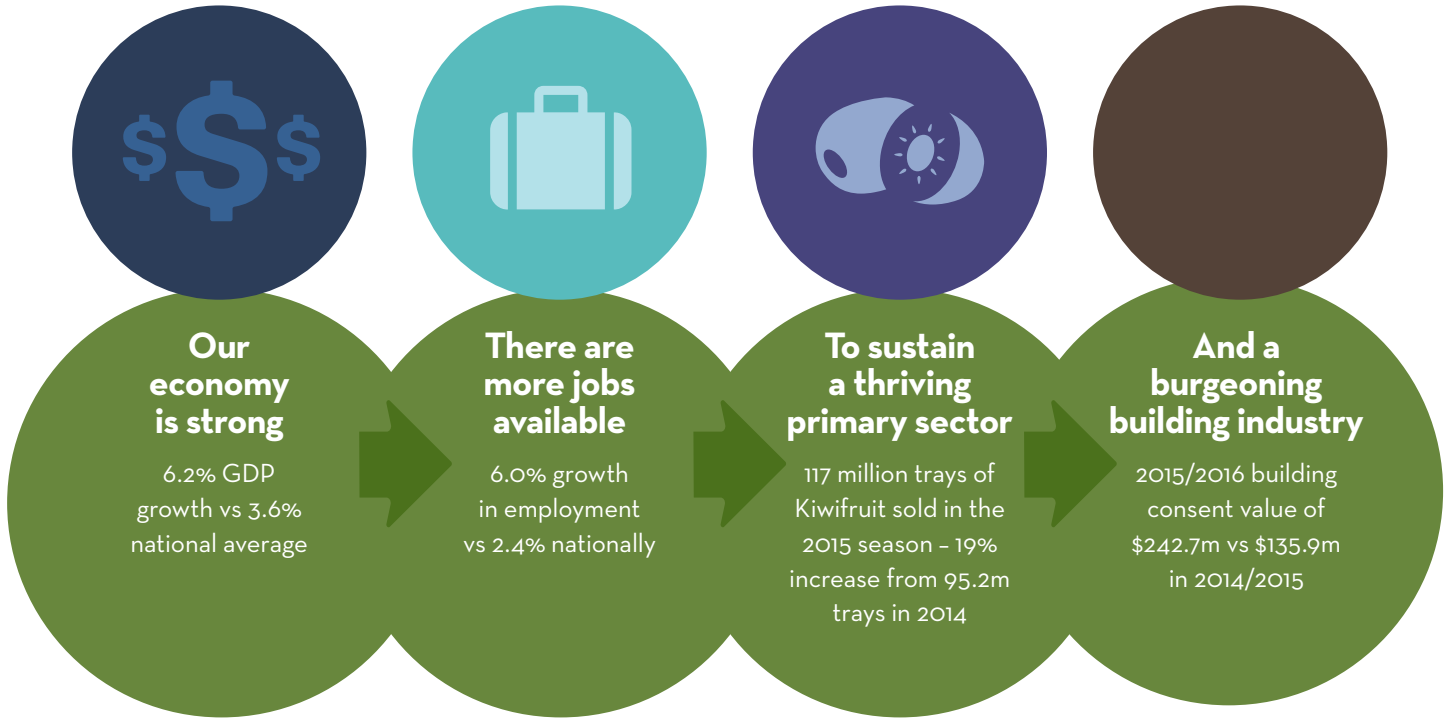 $$$
Our
economy
is strong
6.2% GDP
growth vs 3.6%
national average
There are
more jobs
available
6.0% growth
in employment
vs 2.4% nationally
To sustain
a thriving
primary sector
117 million trays of
Kiwifruit sold in the
2015 season – 19%
increase from 95.2m
trays in 2014
And a
burgeoning
building industry
2015/2016 building
consent value of
$242.7m vs $135.9m
in 2014/2015